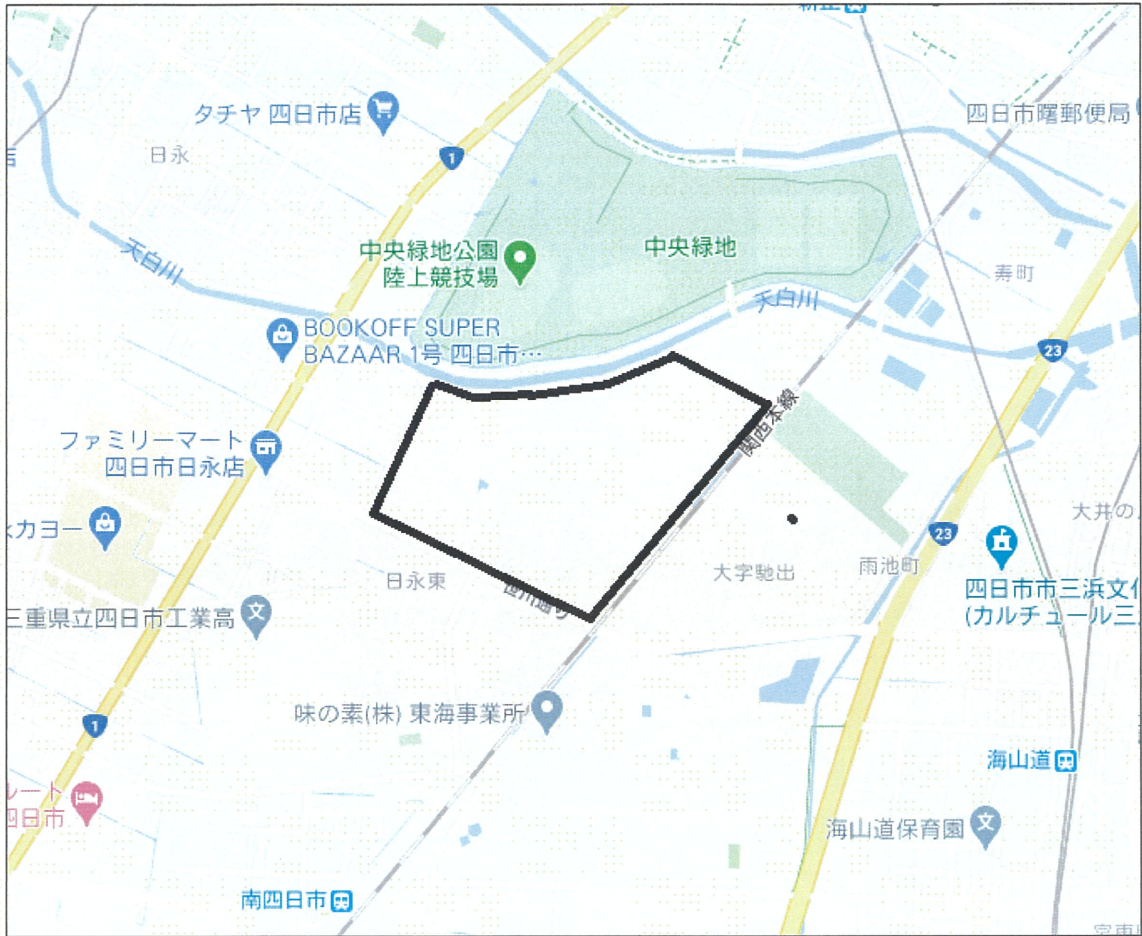 タチヤ 四日市店
四日市曙郵便局
日永
1
天白川
中央緑地公園
陸上競技場
中央緑地
寿町
天白川
BOOKOFF SUPER
BAZAAR 1号 四日市…
23
関西本線
ファミリーマート
四日市日永店
カヨー
大井の
23
日永東
大字馳出
雨池町
四日市市三浜文
(カルチュール三
三重県立四日市工業高
味の素(株) 東海事業所
1
海山道
ルート
四日市
海山道保育園
南四日市